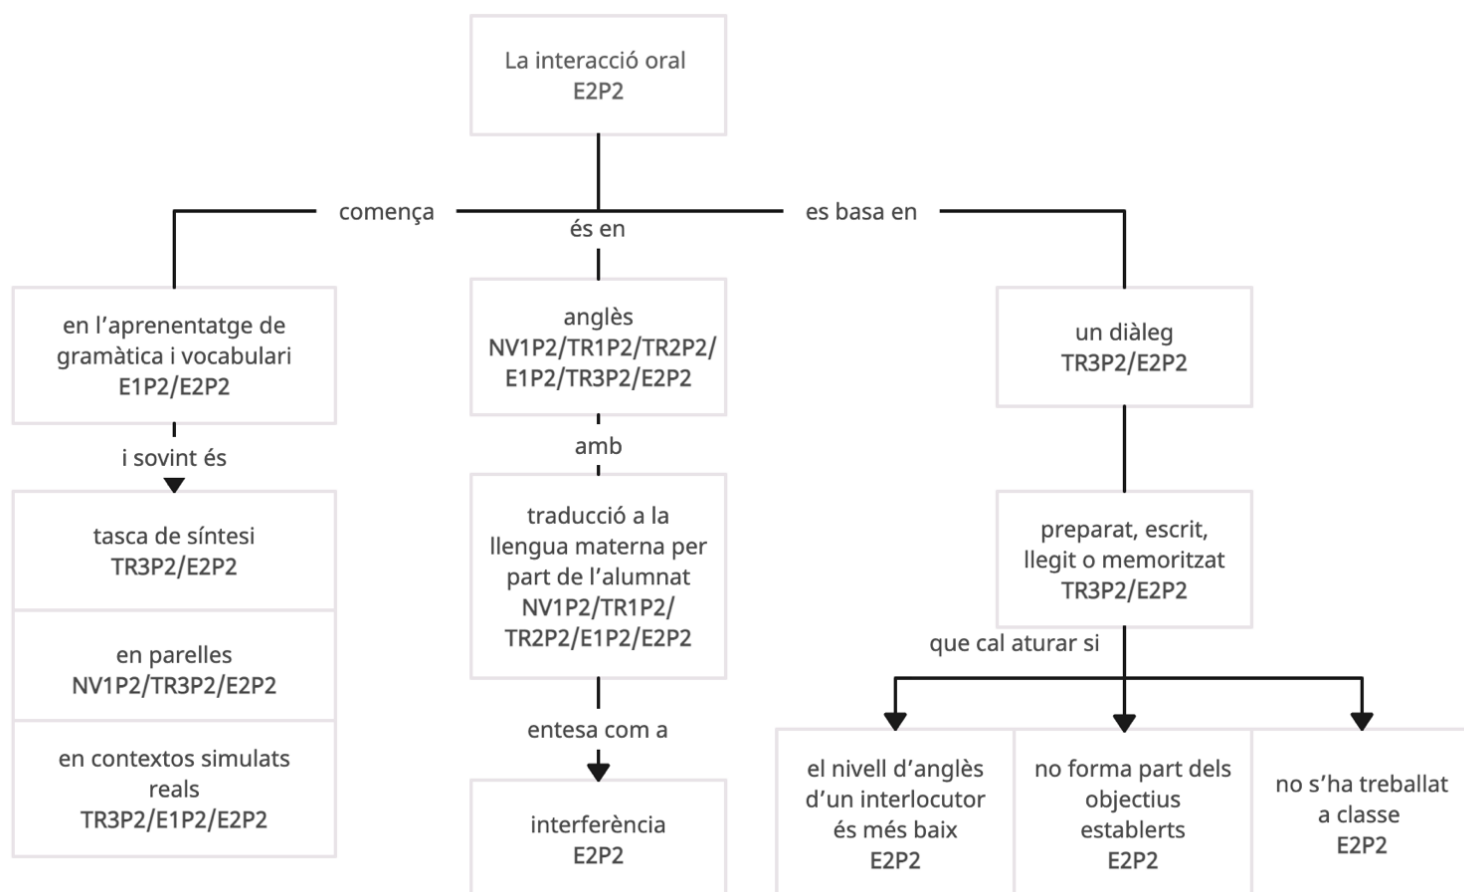 La interacció oral
E2P2
comença
és en
es basa en
en l'aprenentatge de
gramàtica i vocabulari
E1P2/E2P2
i sovint és
tasca de síntesi
TR3P2/E2P2
en parelles
NV1P2/TR3P2/E2P2
en contextos simulats
reals
TR3P2/E1P2/E2P2
anglès
NV1P2/TR1P2/TR2P2/
E1P2/TR3P2/E2P2
amb
traducció a la
llengua materna per
part de l'alumnat
NV1P2/TR1P2/
TR2P2/E1P2/E2P2
entesa com a
interferència
E2P2
un diàleg
TR3P2/E2P2
preparat, escrit,
llegit o memoritzat
TR3P2/E2P2
que cal aturar si
el nivell d'anglès
d'un interlocutor
és més baix
E2P2
no forma part dels
objectius
establerts
E2P2
no s'ha treballat
a classe
E2P2